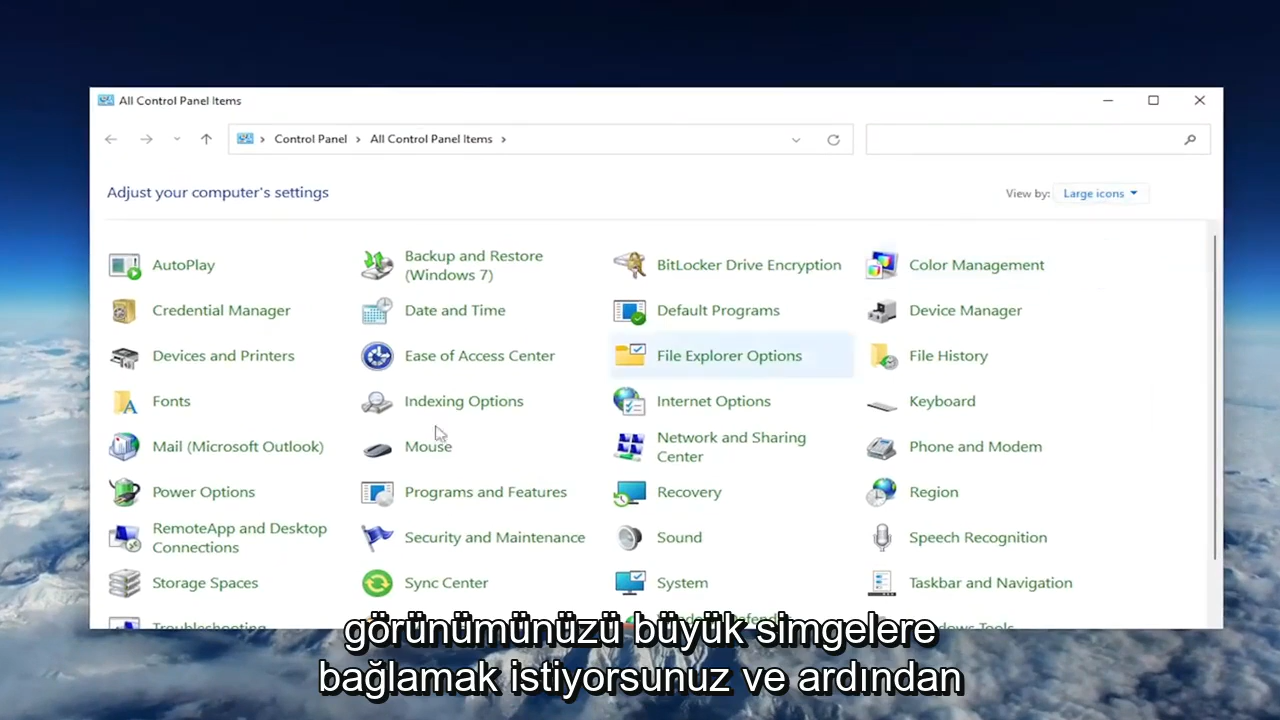 All Control Panel Items
Control Panel > All Control Panel Items >
Adjust your computer's settings
View by: Large icons
AutoPlay
Backup and Restore
(Windows 7)
BitLocker Drive Encryption
Color Management
Credential Manager
Date and Time
Default Programs
Device Manager
Devices and Printers
Ease of Access Center
File Explorer Options
File History
Fonts
Indexing Options
Internet Options
Keyboard
Mail (Microsoft Outlook)
Mouse
Network and Sharing
Center
Phone and Modem
Power Options
Programs and Features
Recovery
Region
RemoteApp and Desktop
Connections
Security and Maintenance
Sound
Speech Recognition
Storage Spaces
Sync Center
System
Taskbar and Navigation
Troubleshooting
görünümünüzü büyük simgelere
bağlamak istiyorsunuz ve ardından